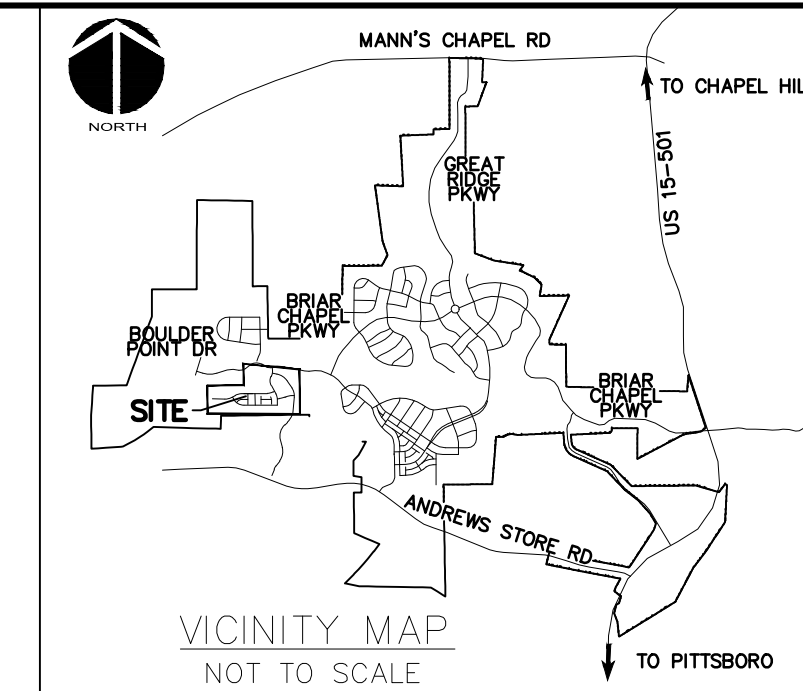 MANN'S CHAPEL RD
NORTH
TO CHAPEL HIL
US 15-501
GREAT
RIDGE
PKWY
BRIAR
CHAPEL
PKWY
BOULDER
POINT DR
SITE
BRIAR
CHAPEL
PKWY
ANDREWS STORE RD
VICINITY MAP
NOT TO SCALE
TO PITTSBORO